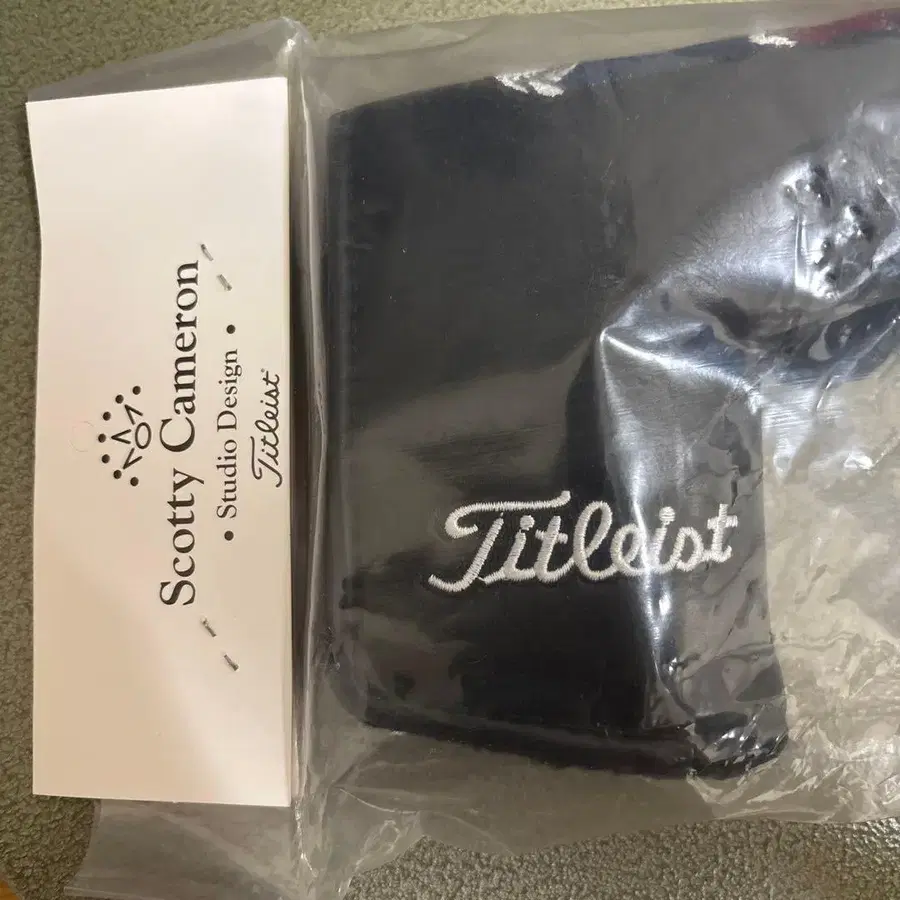 Scotty Cameron
• Studio Design •
Titleist®
Titleist